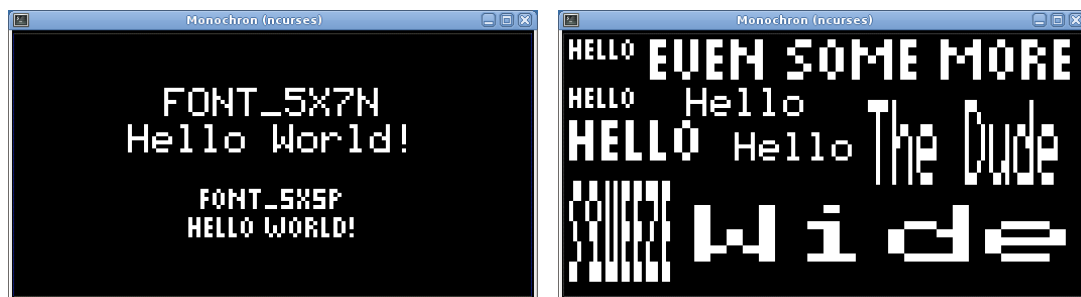 Monochron (ncurses)
FONT_5X7N
Hello World!
FONT_5X5P
HELLO WORLD!
Monochron (ncurses)
HELLO EVEN SOME MORE
HELLO Hello
HELLO Hello The Dude
SQUEEZE Wide